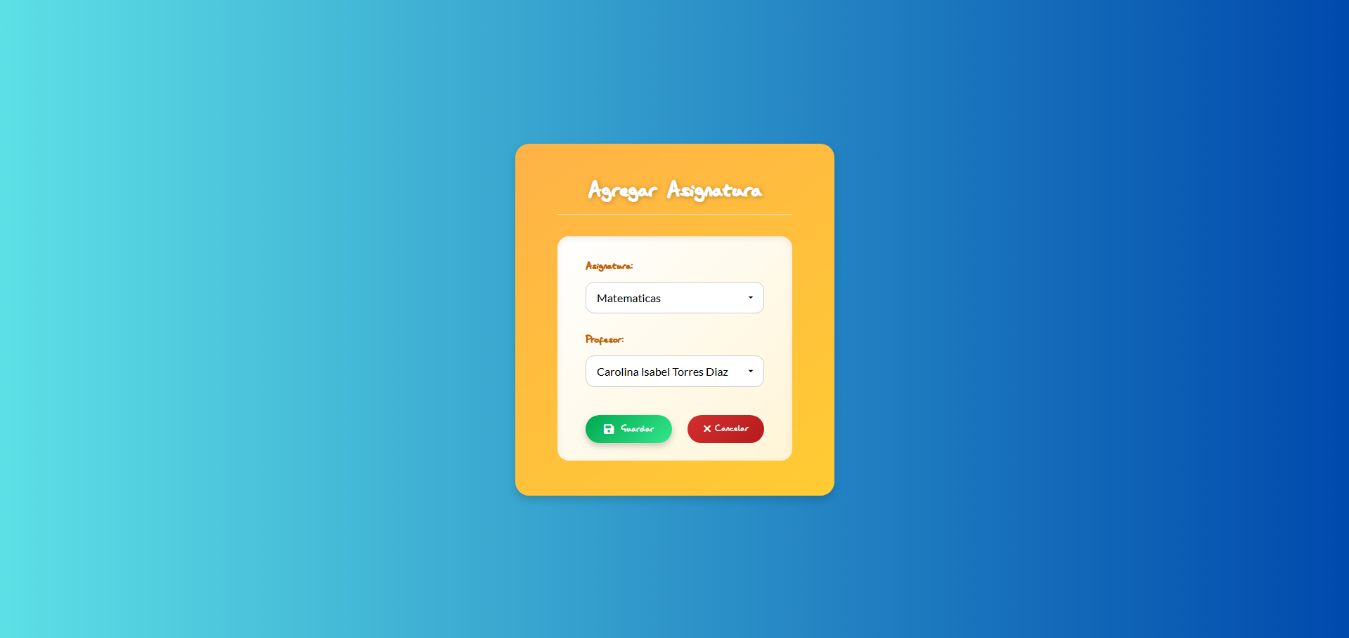 Agregar Asignatura
Asignatura:
Matematicas
Profesor:
Carolina Isabel Torres Diaz
Guardar
Cancelar